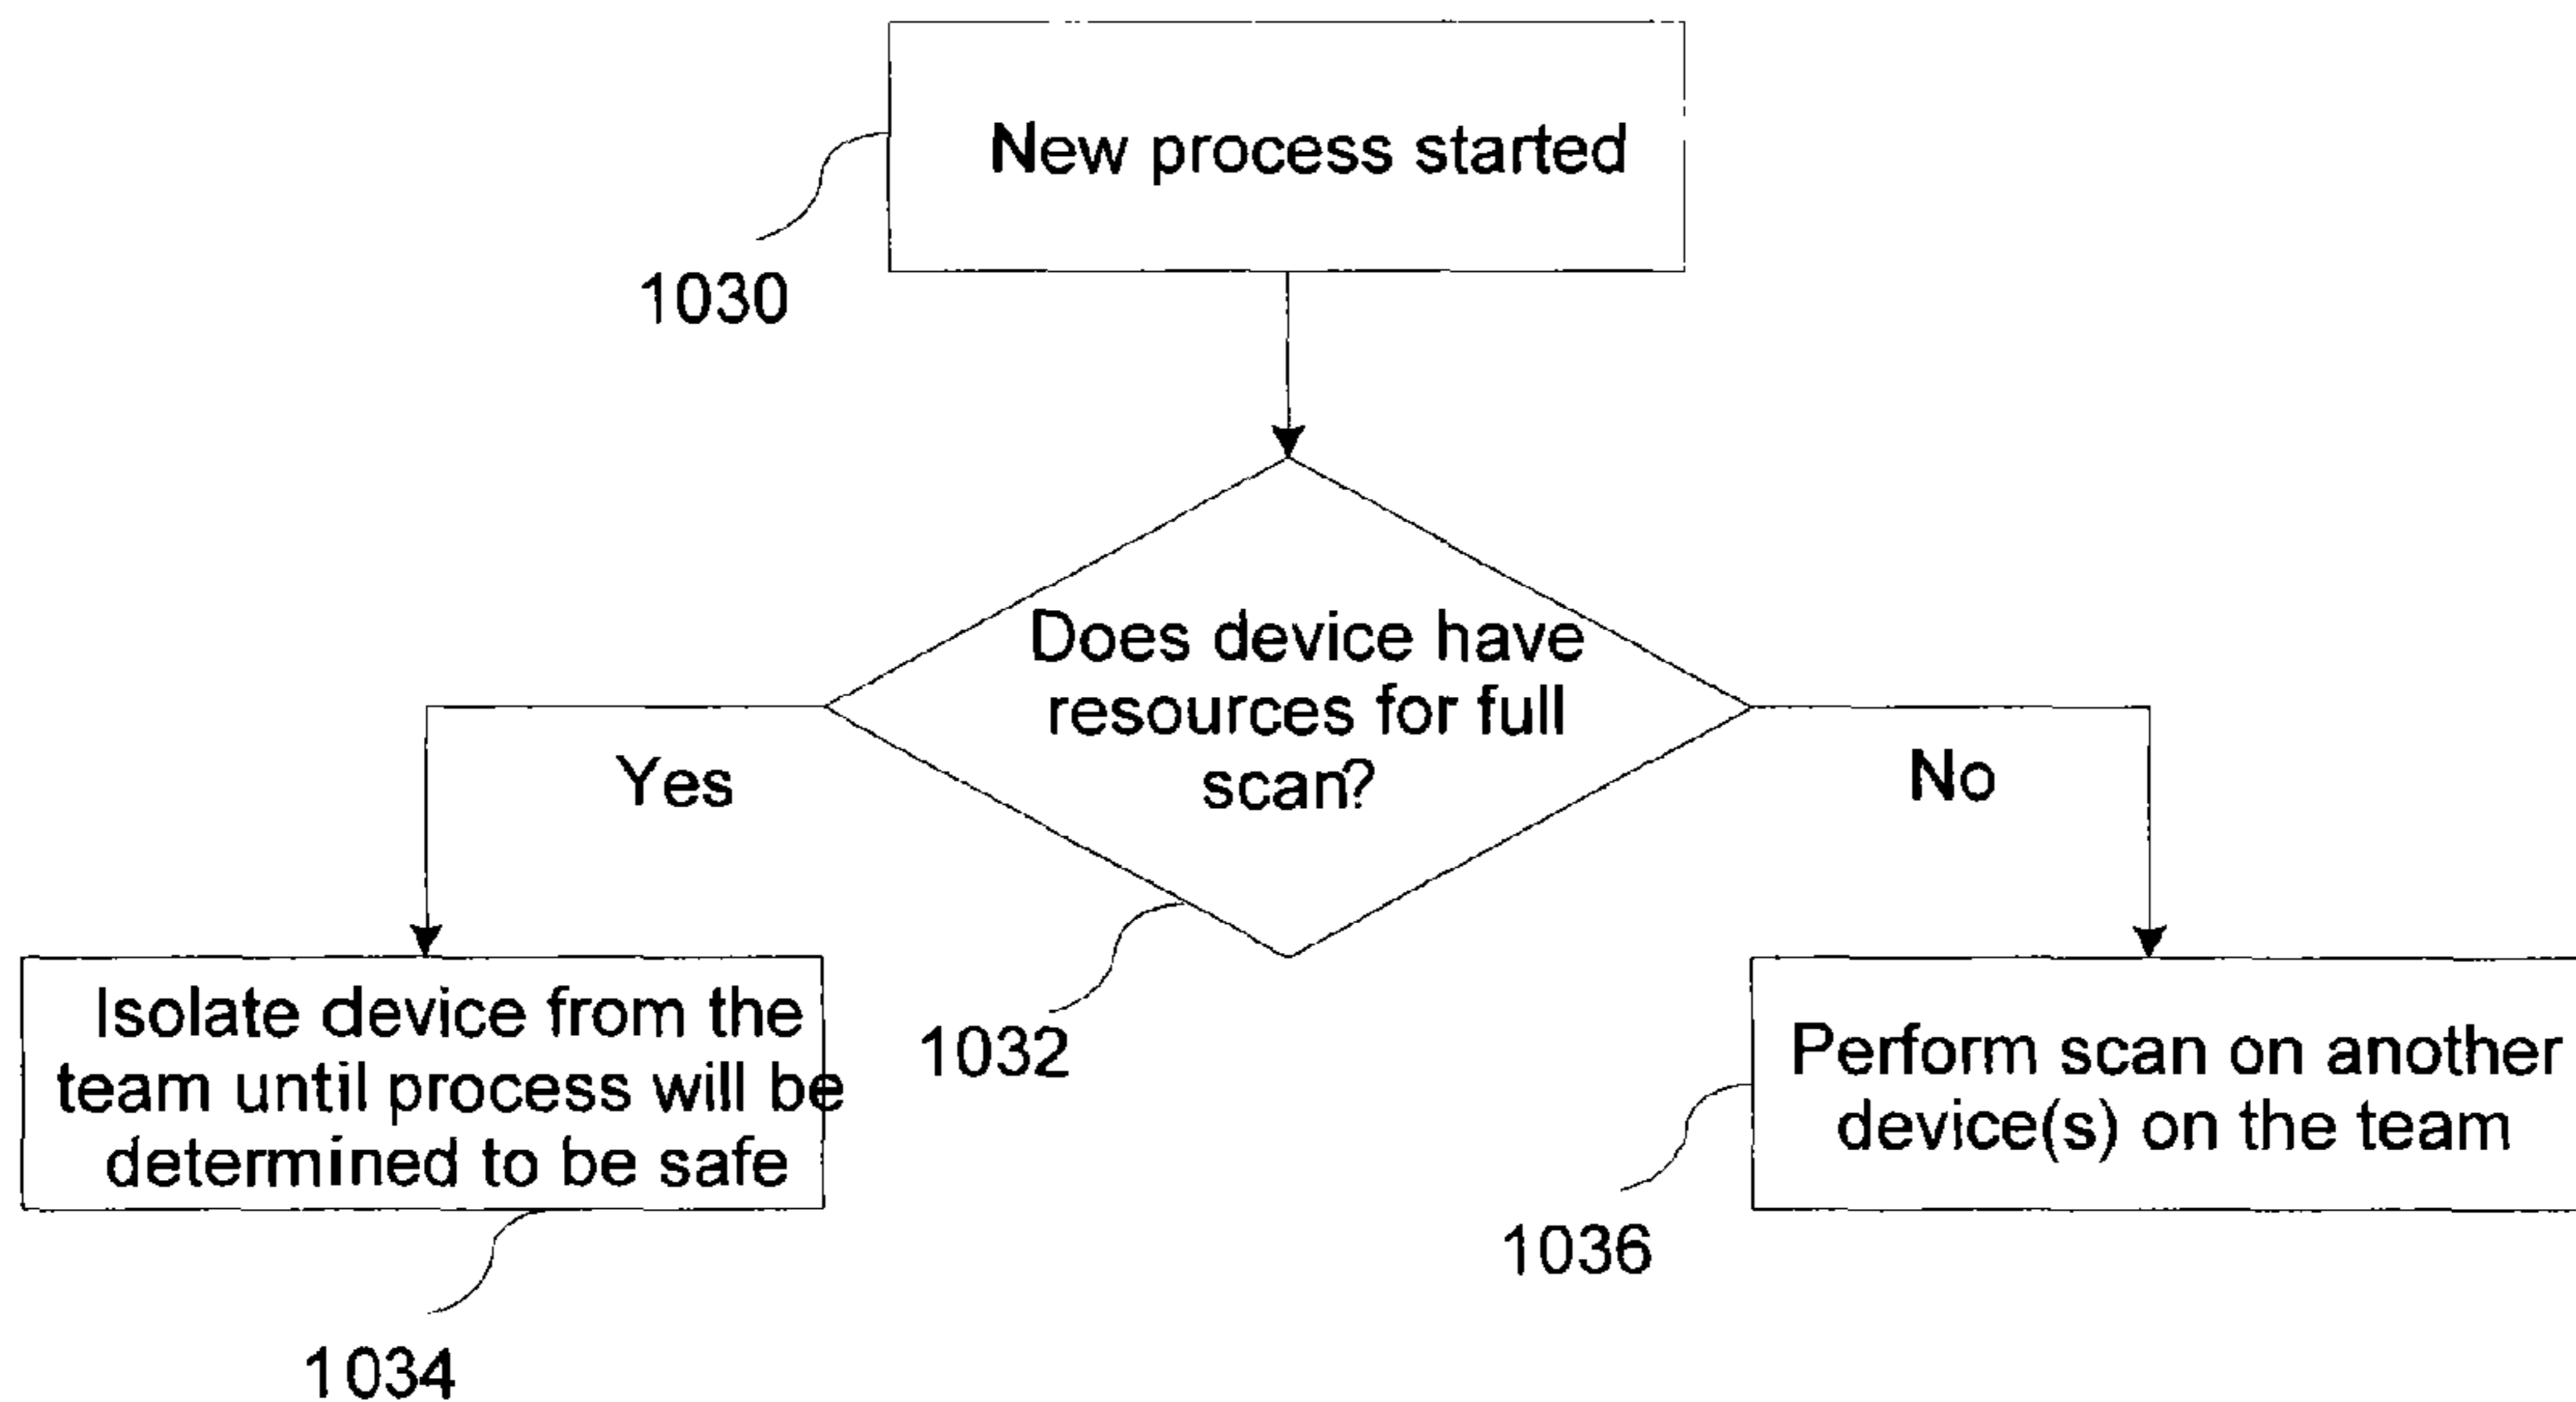 New process started
1030
Does device have
resources for full
scan?
Yes
No
Isolate device from the
team until process will be
determined to be safe
1032
Perform scan on another
device(s) on the team
1036
1034